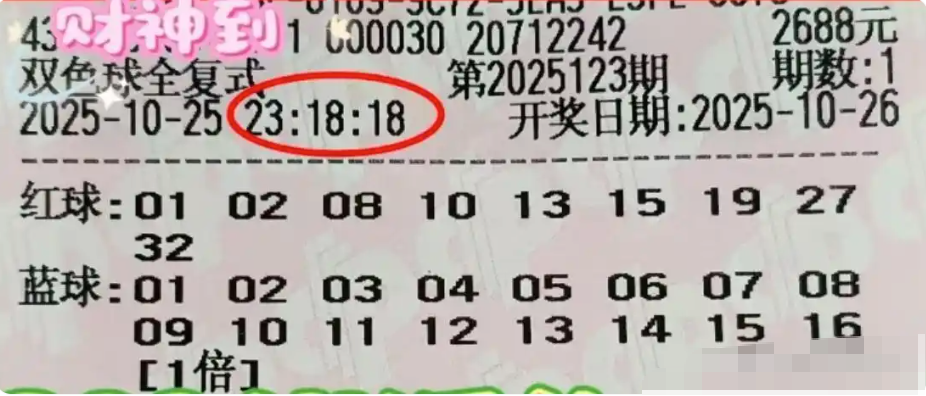 财神到
43 1 000030 20712242 2688元
双色球全复式 第2025123期 期数:1
2025-10-25 23:18:18 开奖日期:2025-10-26
红球:01 02 08 10 13 15 19 27
32
蓝球:01 02 03 04 05 06 07 08
09 10 11 12 13 14 15 16
[1倍]